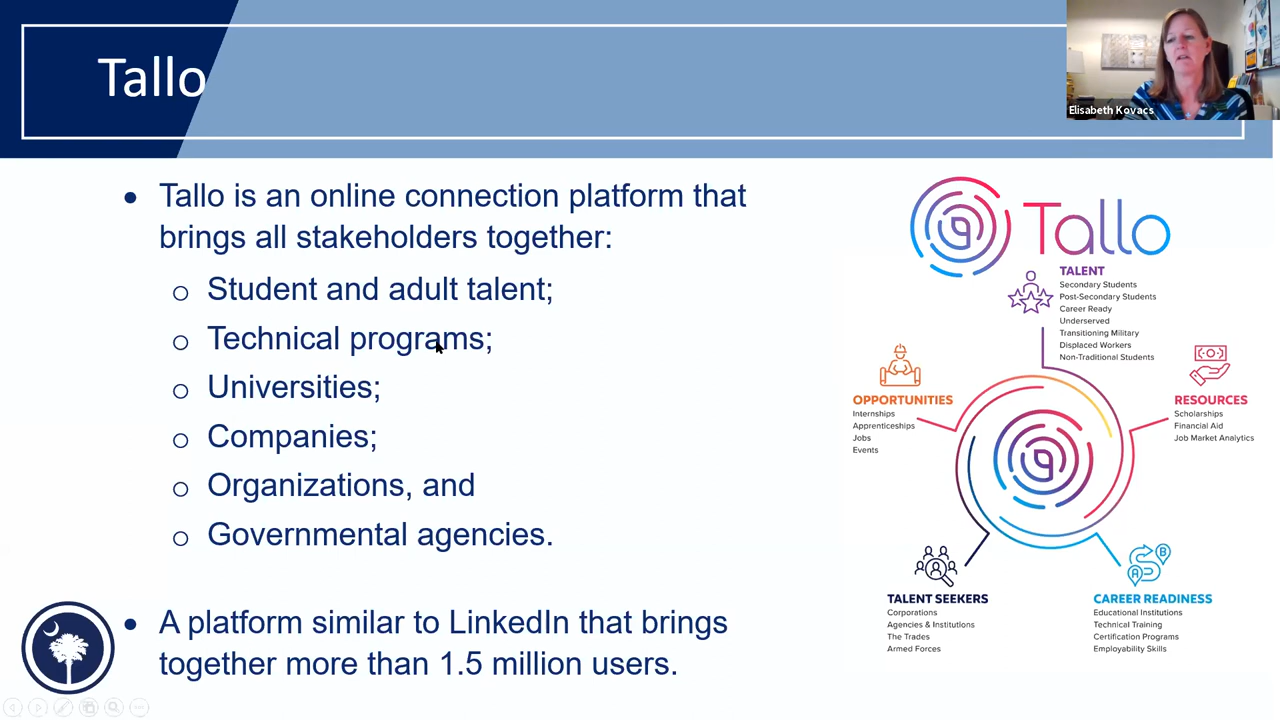 Tallo
Elisabeth Kovacs
• Tallo is an online connection platform that
brings all stakeholders together:
o Student and adult talent;
o Technical programs;
o Universities;
o Companies;
o Organizations, and
o Governmental agencies.
• A platform similar to LinkedIn that brings
together more than 1.5 million users.
Tallo
TALENT
Secondary Students
Post-Secondary Students
Career Ready
Underserved
Transitioning Military
Displaced Workers
Non-Traditional Students
OPPORTUNITIES
Internships
Apprenticeships
Jobs
Events
RESOURCES
Scholarships
Financial Aid
Job Market Analytics
TALENT SEEKERS
Corporations
Agencies & Institutions
The Trades
Armed Forces
A
B
CAREER READINESS
Educational Institutions
Technical Training
Certification Programs
Employability Skills